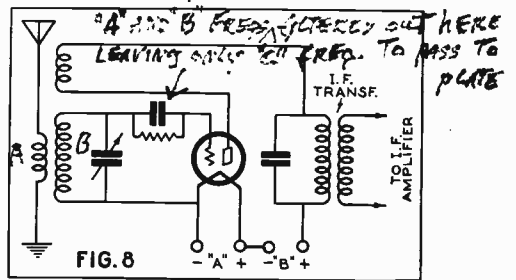 "A" AND "B" FREQ. FILTERED OUT HERE
LEAVING ONLY "C" FREQ. TO PASS TO
PLATE
I.F.
TRANSF.
B
TO I.F.
AMPLIFIER
FIG. 8
- "A" + - "B" +